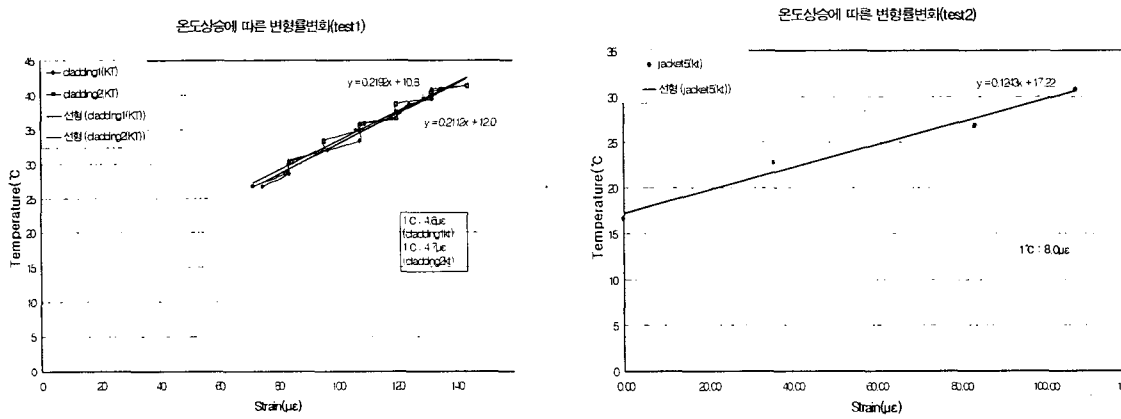 온도상승에 따른 변형률변화(test1)
cladding1(KT)
cladding2(KT)
선형 (cladding1(KT))
선형 (cladding2(KT))
y = 0.2192x + 10.8
y = 0.2112x + 12.0
1°C : 4.6με
(cladding1kt)
1°C : 4.7με
(cladding2kt)
Temperature(℃)
50
45
40
35
30
25
20
15
10
5
0
0
20
40
60
80
100
120
140
Strain(με)
온도상승에 따른 변형률변화(test2)
jacket5(kt)
선형 (jacket5(kt))
y = 0.1243x + 17.22
1°C : 8.0με
Temperature(℃)
35
30
25
20
15
10
5
0
0.00
20.00
40.00
60.00
80.00
100.00
Strain(με)